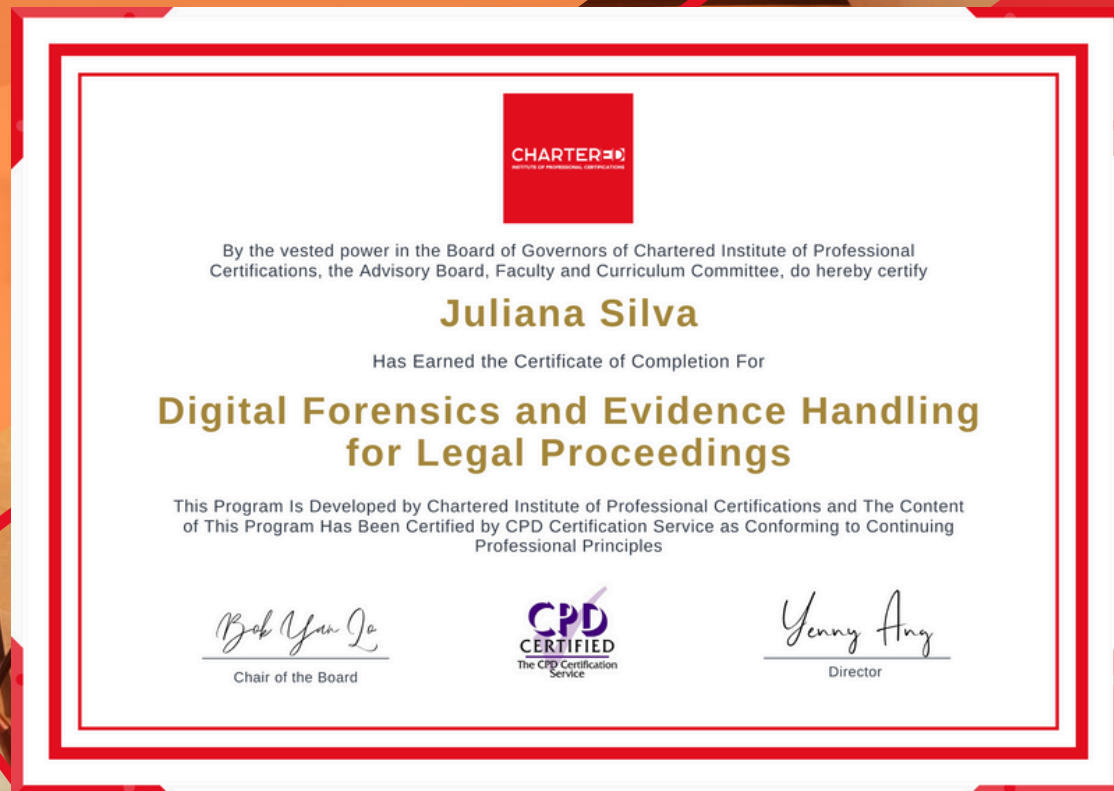 CHARTERED
INSTITUTE OF PROFESSIONAL CERTIFICATIONS
By the vested power in the Board of Governors of Chartered Institute of Professional
Certifications, the Advisory Board, Faculty and Curriculum Committee, do hereby certify
Juliana Silva
Has Earned the Certificate of Completion For
Digital Forensics and Evidence Handling
for Legal Proceedings
This Program Is Developed by Chartered Institute of Professional Certifications and The Content
of This Program Has Been Certified by CPD Certification Service as Conforming to Continuing
Professional Principles
Bok Yan Lo
Chair of the Board
CPD
CERTIFIED
The CPD Certification
Service
Yenny Ang
Director